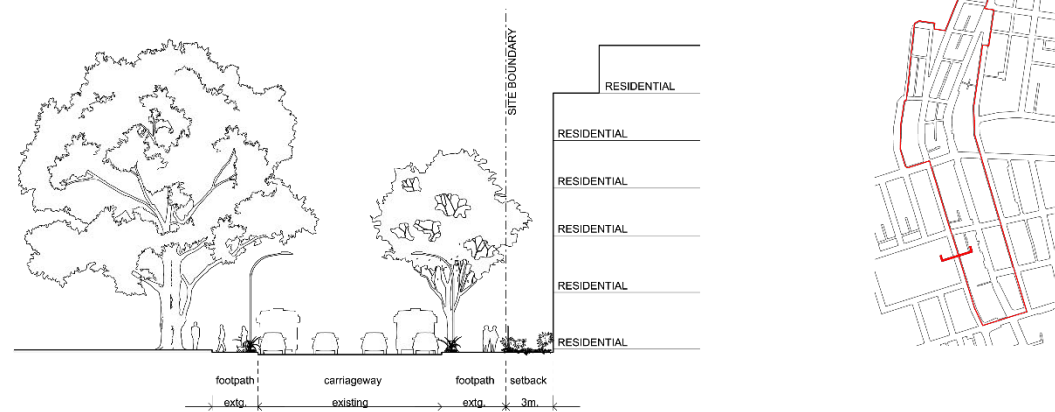 SITE BOUNDARY
RESIDENTIAL
RESIDENTIAL
RESIDENTIAL
RESIDENTIAL
RESIDENTIAL
RESIDENTIAL
footpath carriageway footpath setback
extg. existing extg. 3m.